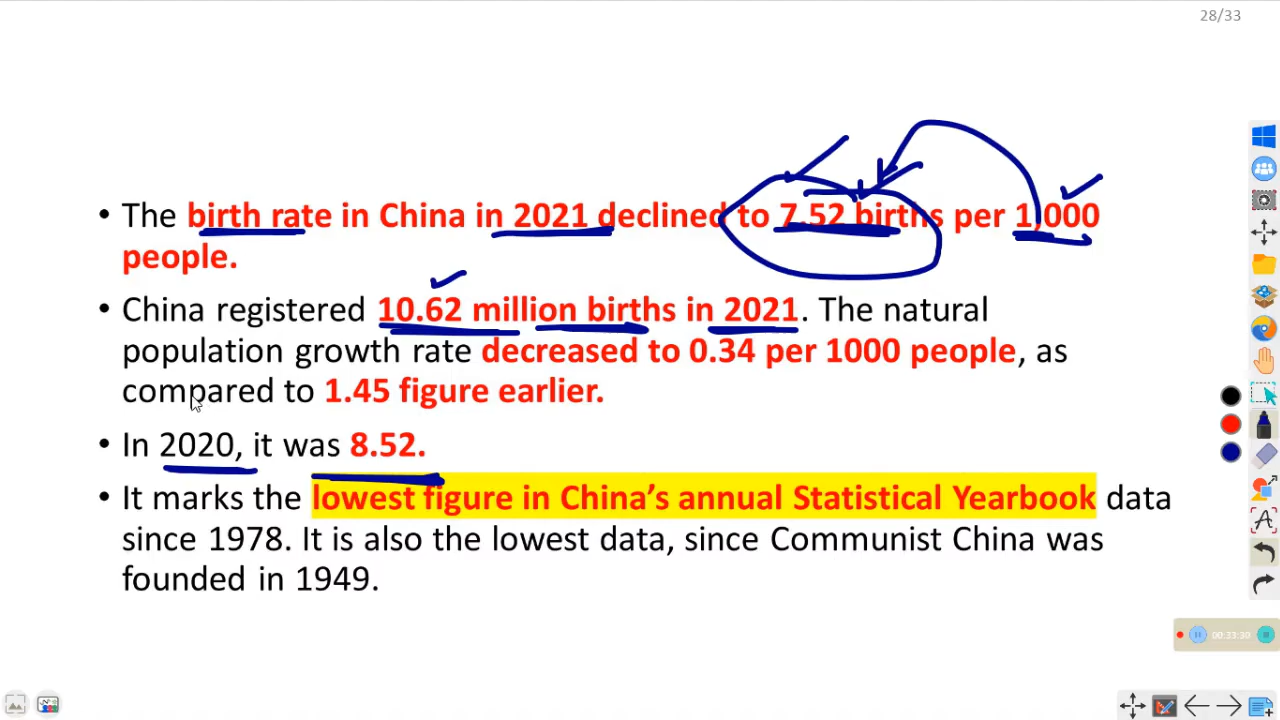 28/33
• The birth rate in China in 2021 declined to 7.52 births per 1,000
people.
• China registered 10.62 million births in 2021. The natural
population growth rate decreased to 0.34 per 1000 people, as
compared to 1.45 figure earlier.
• In 2020, it was 8.52.
• It marks the lowest figure in China’s annual Statistical Yearbook data
since 1978. It is also the lowest data, since Communist China was
founded in 1949.
00:33:30